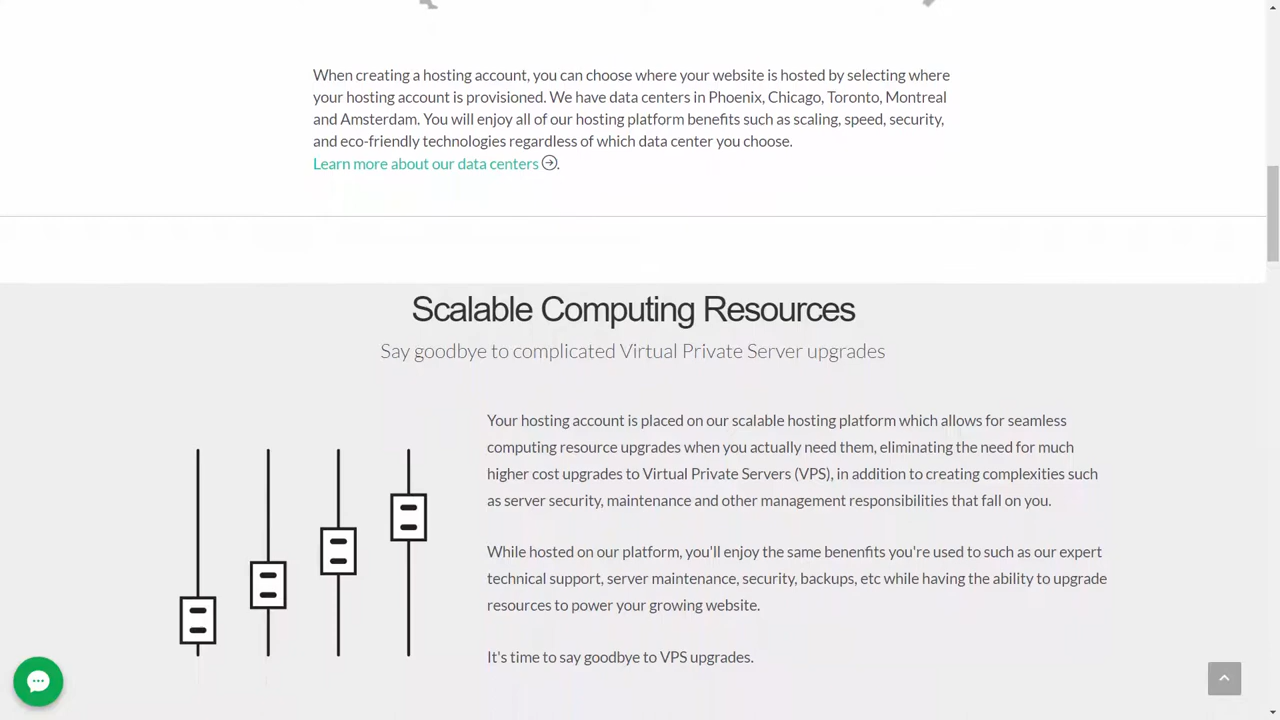 When creating a hosting account, you can choose where your website is hosted by selecting where
your hosting account is provisioned. We have data centers in Phoenix, Chicago, Toronto, Montreal
and Amsterdam. You will enjoy all of our hosting platform benefits such as scaling, speed, security,
and eco-friendly technologies regardless of which data center you choose.
Learn more about our data centers.
Scalable Computing Resources
Say goodbye to complicated Virtual Private Server upgrades
Your hosting account is placed on our scalable hosting platform which allows for seamless
computing resource upgrades when you actually need them, eliminating the need for much
higher cost upgrades to Virtual Private Servers (VPS), in addition to creating complexities such
as server security, maintenance and other management responsibilities that fall on you.
While hosted on our platform, you'll enjoy the same benenfits you're used to such as our expert
technical support, server maintenance, security, backups, etc while having the ability to upgrade
resources to power your growing website.
It's time to say goodbye to VPS upgrades.